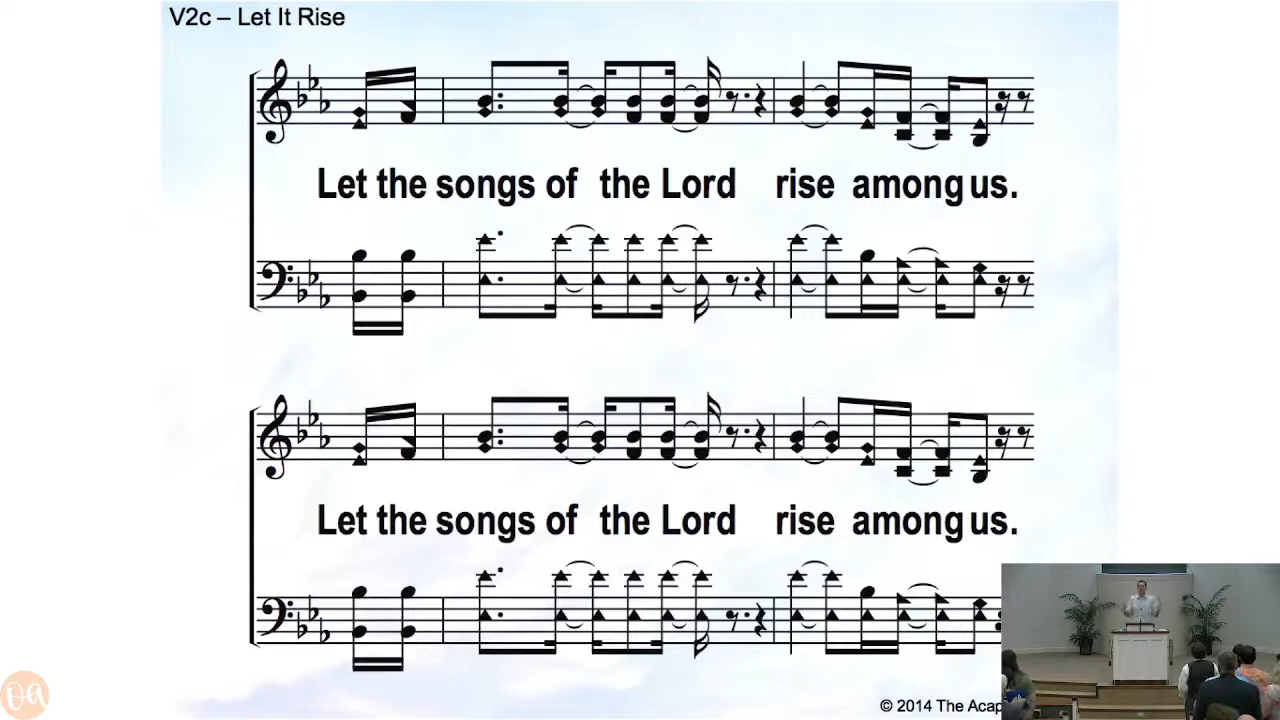 V2c – Let It Rise
Let the songs of the Lord rise among us.
Let the songs of the Lord rise among us.
© 2014 The
oa